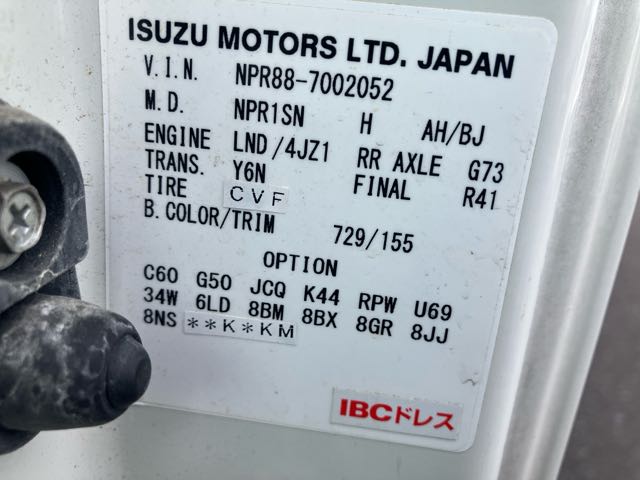 ISUZU MOTORS LTD. JAPAN
V.I.N. NPR88-7002052
M.D. NPR1SN H AH/BJ
ENGINE LND/4JZ1 RR AXLE G73
TRANS. Y6N FINAL R41
TIRE CVF
B.COLOR/TRIM 729/155
OPTION
C60 G50 JCQ K44 RPW U69
34W 6LD 8BM 8BX 8GR 8JJ
8NS **K*KM
IBCドレス